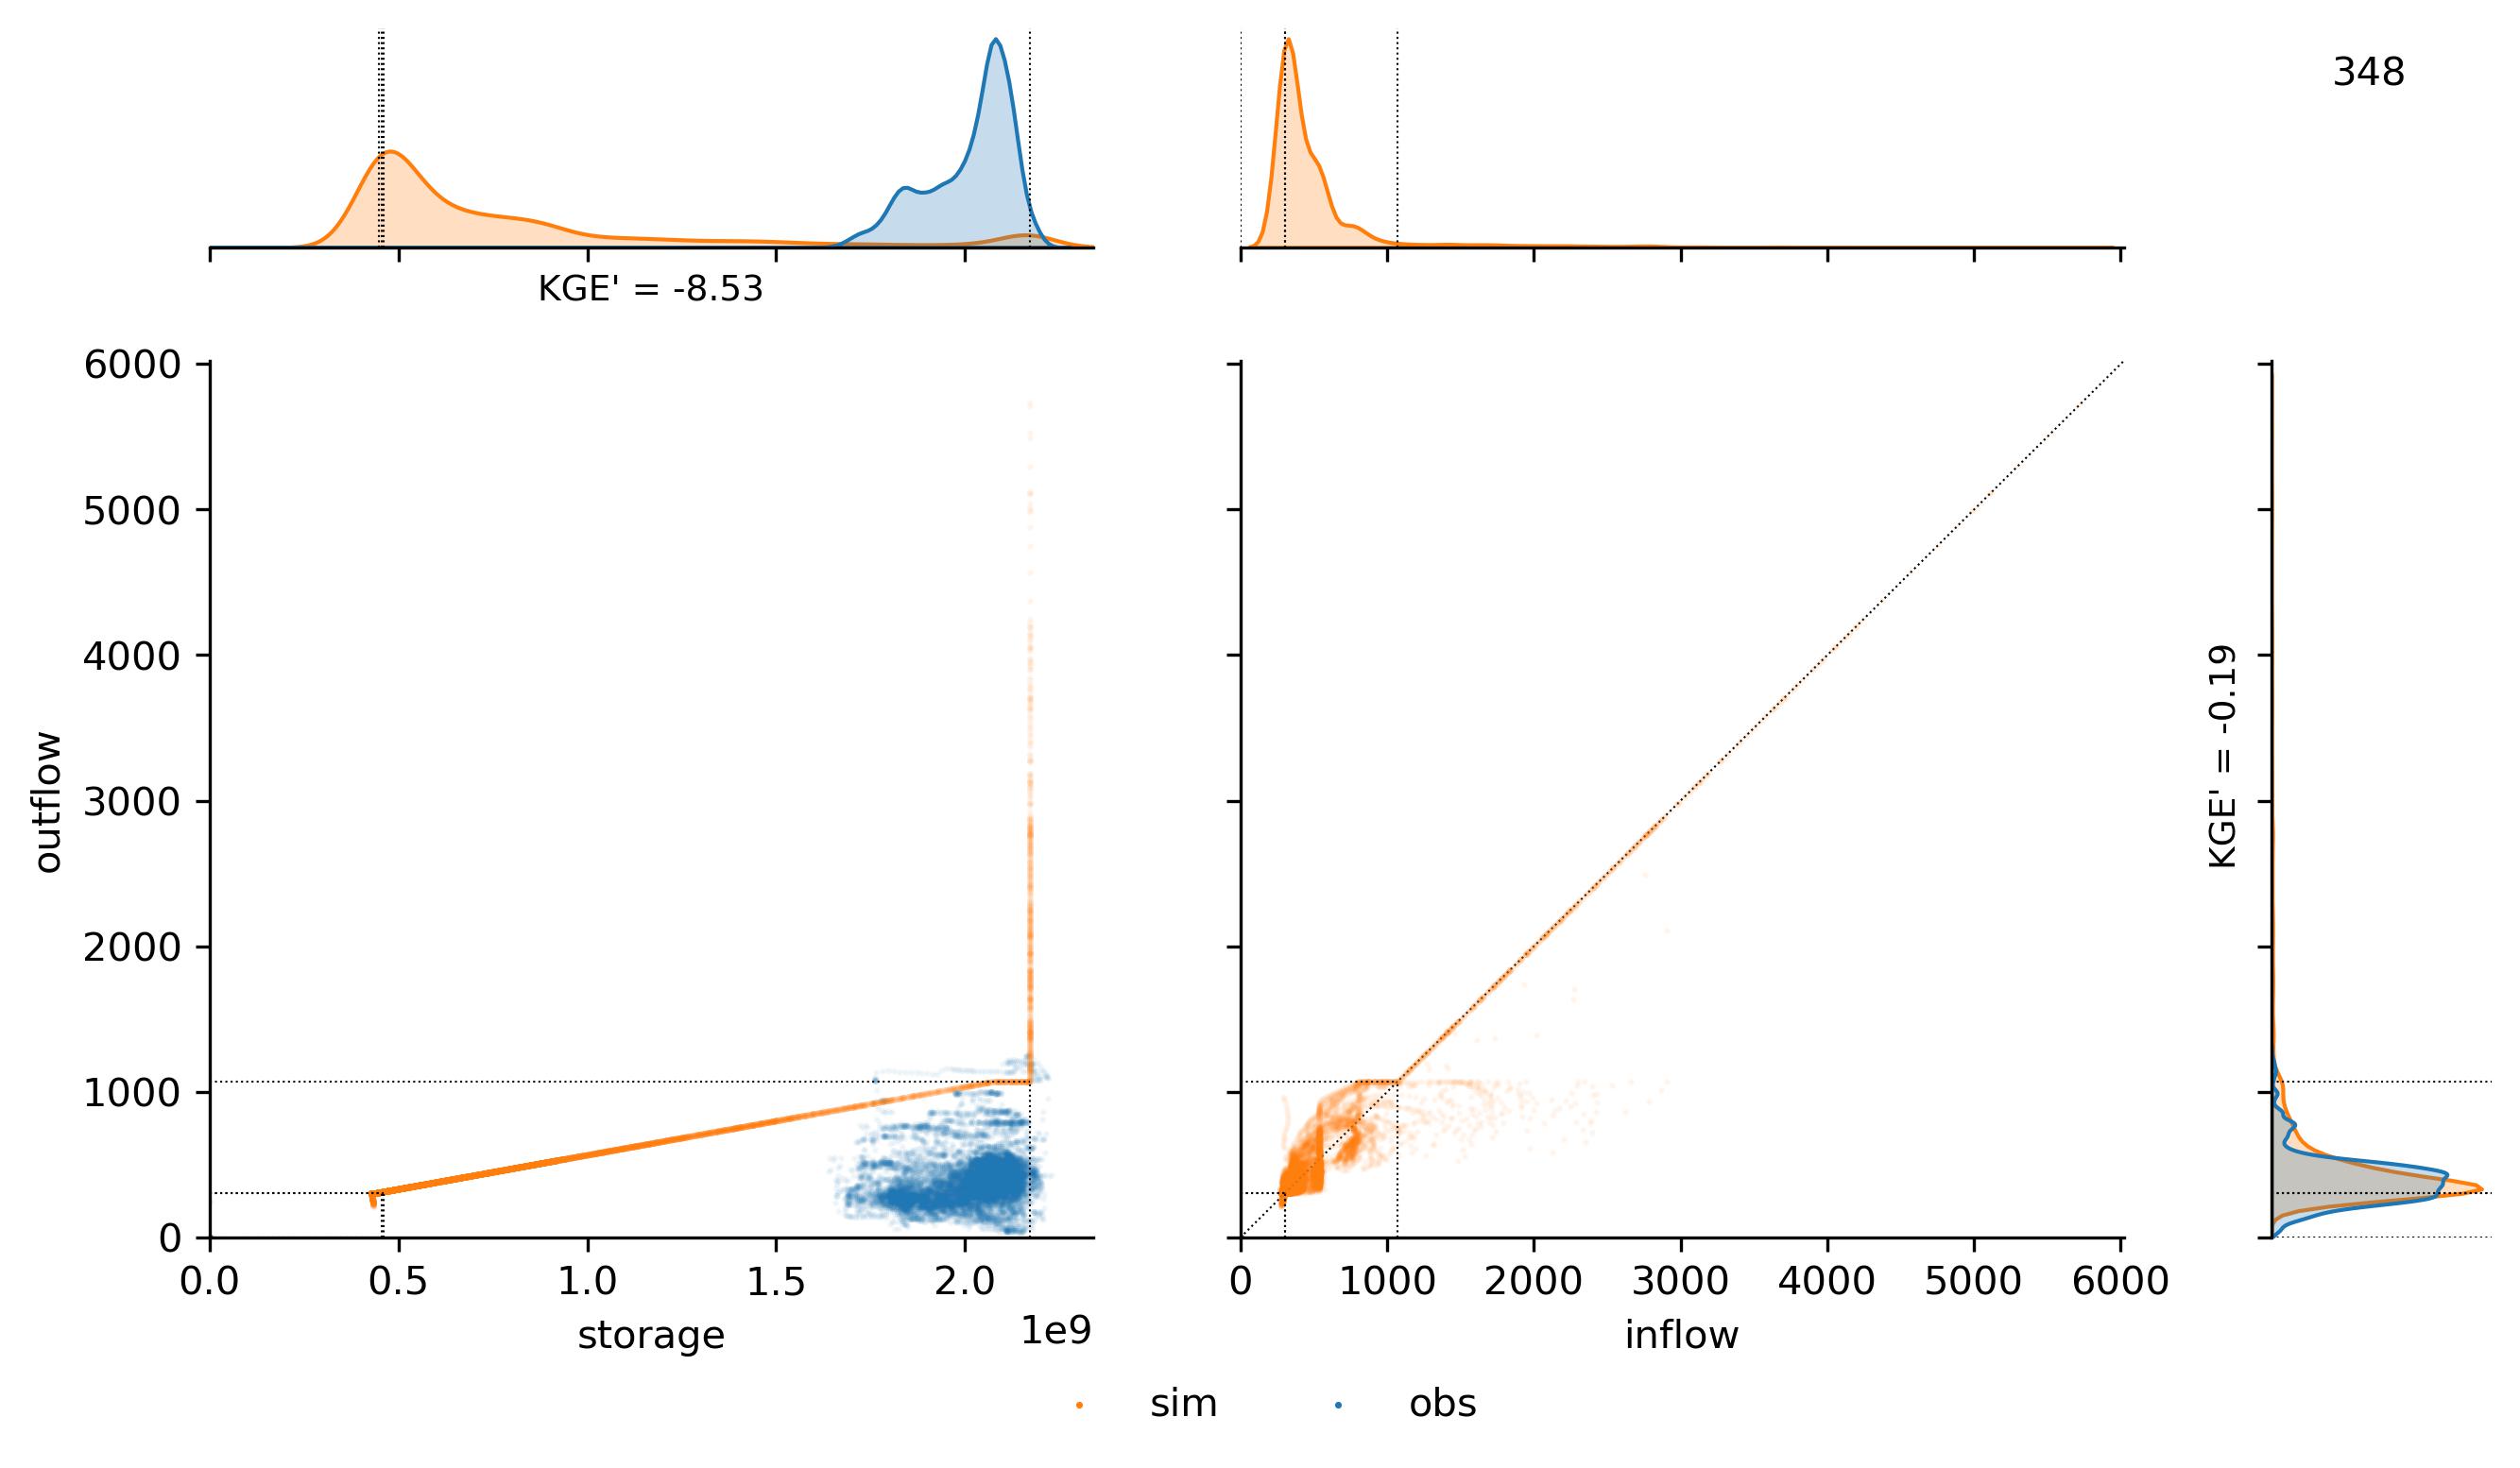 348
KGE' = -8.53
6000
5000
4000
3000
2000
1000
0
outflow
0.0 0.5 1.0 1.5 2.0
1e9
storage
0 1000 2000 3000 4000 5000 6000
inflow
KGE' = -0.19
sim obs